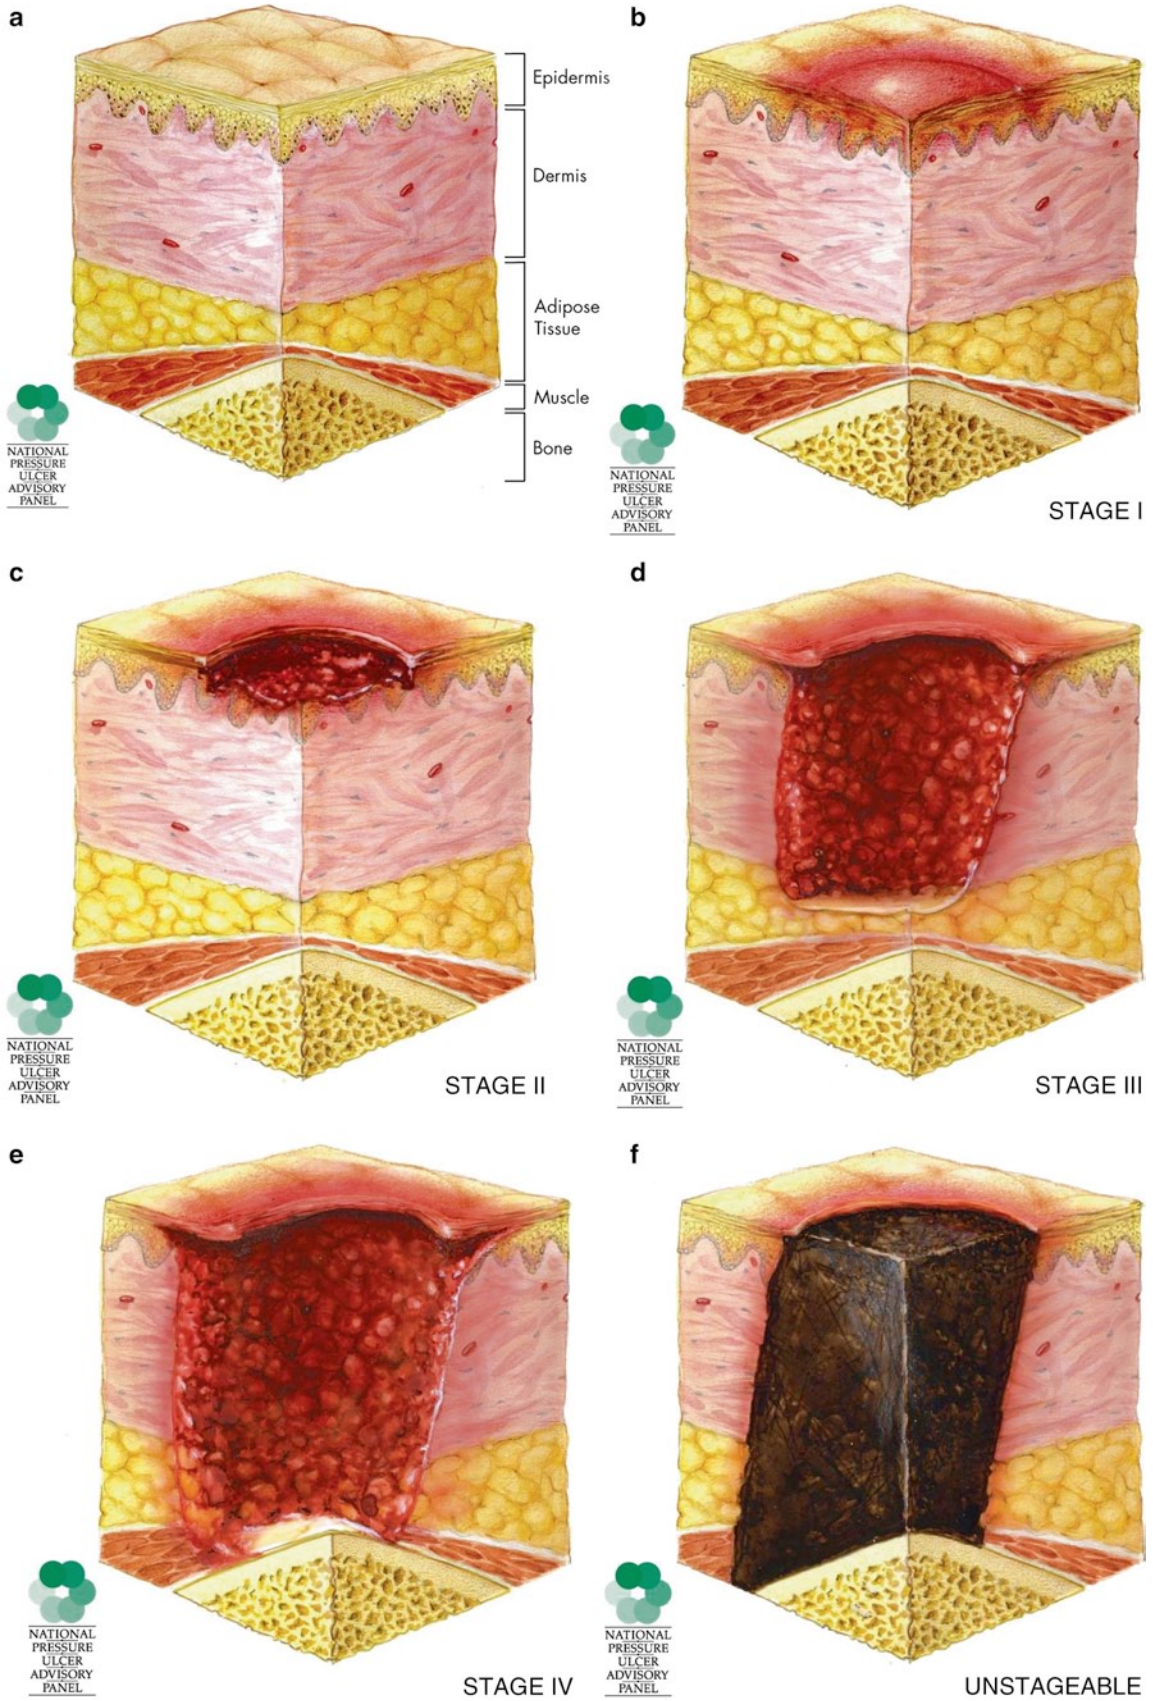 a
Epidermis
Dermis
Adipose
Tissue
Muscle
Bone
NATIONAL
PRESSURE
ULCER
ADVISORY
PANEL
b
NATIONAL
PRESSURE
ULCER
ADVISORY
PANEL
STAGE I
c
NATIONAL
PRESSURE
ULCER
ADVISORY
PANEL
STAGE II
d
NATIONAL
PRESSURE
ULCER
ADVISORY
PANEL
STAGE III
e
NATIONAL
PRESSURE
ULCER
ADVISORY
PANEL
STAGE IV
f
NATIONAL
PRESSURE
ULCER
ADVISORY
PANEL
UNSTAGEABLE